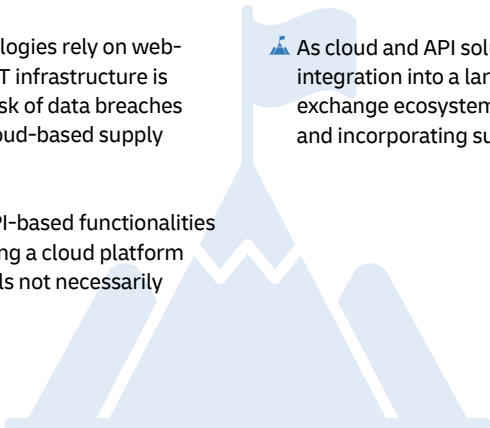 logies rely on web-
T infrastructure is
sk of data breaches
oud-based supply
PI-based functionalities
ng a cloud platform
ls not necessarily
As cloud and API sol
integration into a lar
exchange ecosystem
and incorporating su